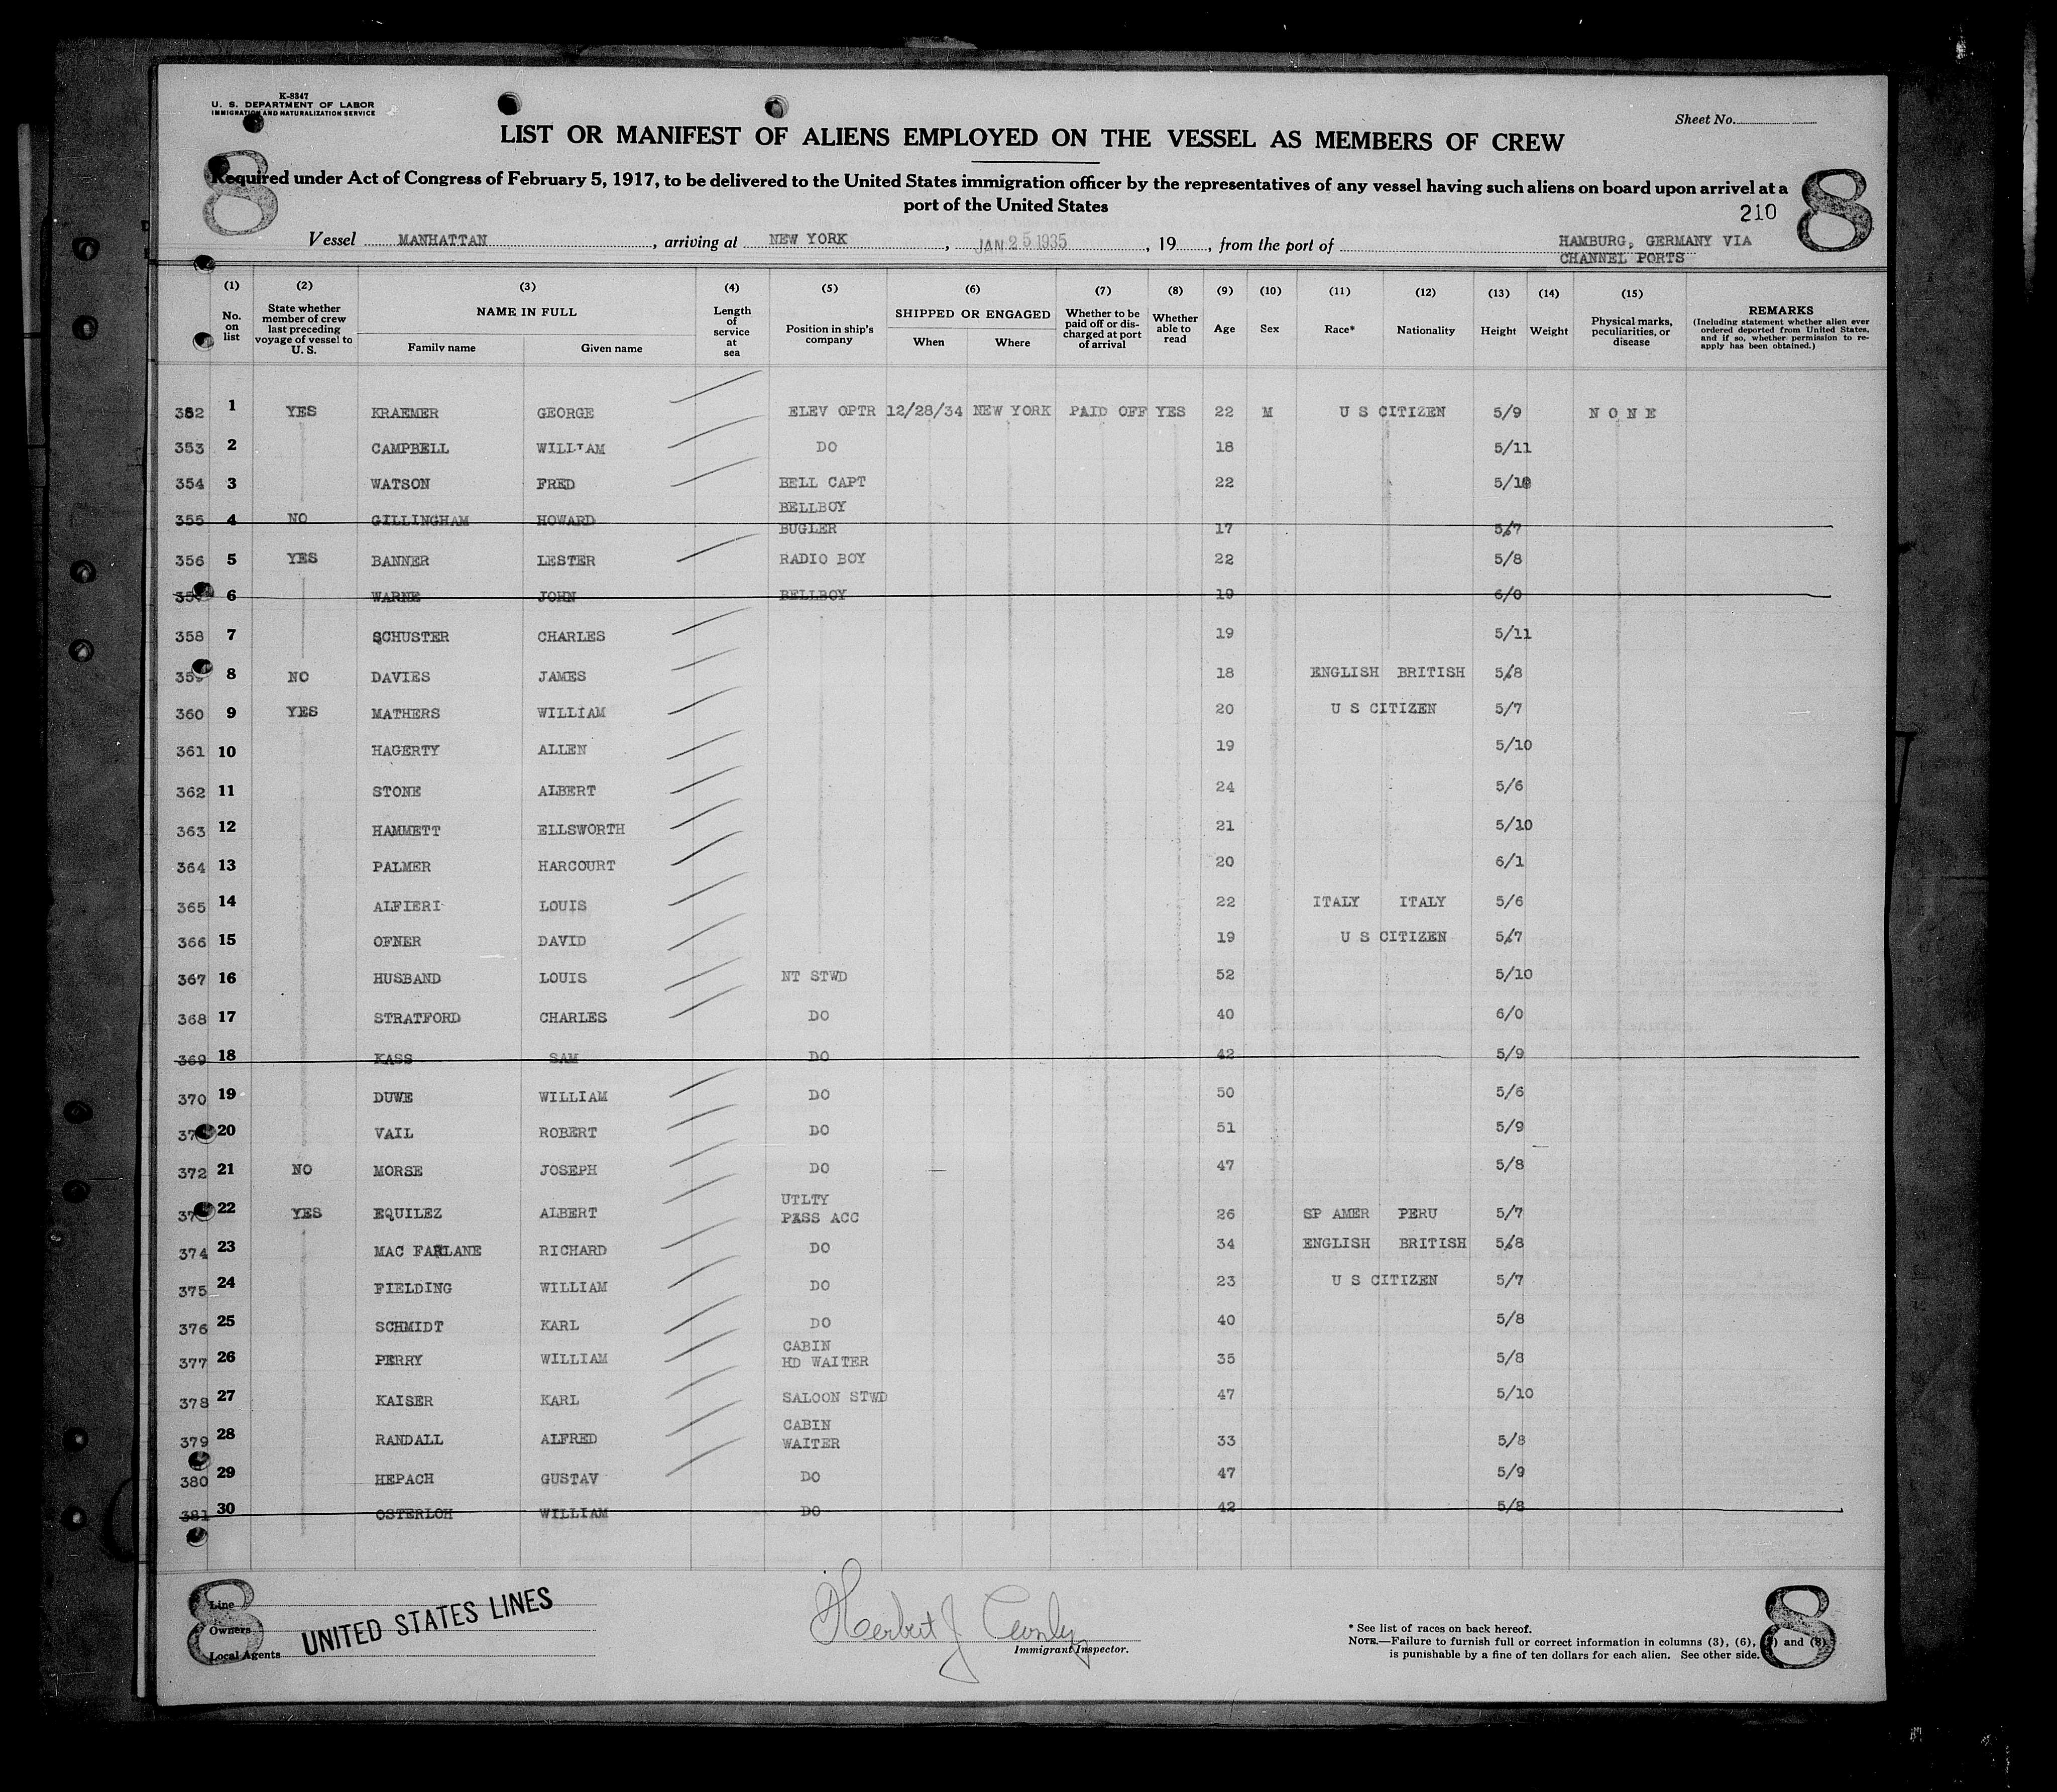 K-8347
U. S. DEPARTMENT OF LABOR
IMMIGRATION AND NATURALIZATION SERVICE
Sheet No.
LIST OR MANIFEST OF ALIENS EMPLOYED ON THE VESSEL AS MEMBERS OF CREW
8 8
Required under Act of Congress of February 5, 1917, to be delivered to the United States immigration officer by the representatives of any vessel having such aliens on board upon arrival at a
port of the United States
210
Vessel MANHATTAN, arriving at NEW YORK, JAN 25 1935, 19, from the port of HAMBURG, GERMANY VIA
CHANNEL PORTS
(1) (2) (3) (4) (5) (6) (7) (8) (9) (10) (11) (12) (13) (14) (15)
No. on list State whether member of crew last preceding voyage of vessel to U. S. NAME IN FULL Family name Given name Length of service at sea Position in ship's company SHIPPED OR ENGAGED When Where Whether to be paid off or discharged at port of arrival Whether able to read Age Sex Race* Nationality Height Weight Physical marks, peculiarities, or disease REMARKS (Including statement whether alien ever ordered deported from United States, and if so, whether permission to re-apply has been obtained.)
352 1 YES KRAEMER GEORGE ELEV OPTR 12/28/34 NEW YORK PAID OFF YES 22 M U S CITIZEN 5/9 NONE
353 2 CAMPBELL WILLIAM DO 18 5/11
354 3 WATSON FRED BELL CAPT 22 5/10
355 4 NO GILLINGHAM HOWARD BELLBOY BUGLER 17 5/7
356 5 YES BANNER LESTER RADIO BOY 22 5/8
6 WARNE JOHN BELLBOY 19 6/0
358 7 SCHUSTER CHARLES 19 5/11
8 NO DAVIES JAMES 18 ENGLISH BRITISH 5/8
360 9 YES MATHERS WILLIAM 20 U S CITIZEN 5/7
361 10 HAGERTY ALLEN 19 5/10
362 11 STONE ALBERT 24 5/6
363 12 HAMMETT ELLSWORTH 21 5/10
364 13 PALMER HARCOURT 20 6/1
365 14 ALFIERI LOUIS 22 ITALY ITALY 5/6
366 15 OFNER DAVID 19 U S CITIZEN 5/7
367 16 HUSBAND LOUIS NT STWD 52 5/10
368 17 STRATFORD CHARLES DO 40 6/0
369 18 KASS SAM DO 42 5/9
370 19 DUWE WILLIAM DO 50 5/6
20 VAIL ROBERT DO 51 5/9
372 21 NO MORSE JOSEPH DO 47 5/8
22 YES EQUILEZ ALBERT UTLTY PASS ACC 26 SP AMER PERU 5/7
374 23 MAC FARLANE RICHARD DO 34 ENGLISH BRITISH 5/8
375 24 FIELDING WILLIAM DO 23 U S CITIZEN 5/7
376 25 SCHMIDT KARL DO 40 5/8
377 26 PERRY WILLIAM CABIN HD WAITER 35 5/8
378 27 KAISER KARL SALOON STWD 47 5/10
379 28 RANDALL ALFRED CABIN WAITER 33 5/8
380 29 HEPACH GUSTAV DO 47 5/9
381 30 OSTERLOH WILLIAM DO 42 5/8
8 8
Line
Owners
Local Agents
UNITED STATES LINES
Herbert J
Immigrant Inspector.
* See list of races on back hereof.
NOTE.—Failure to furnish full or correct information in columns (3), (6), ) and (8)
is punishable by a fine of ten dollars for each alien. See other side.